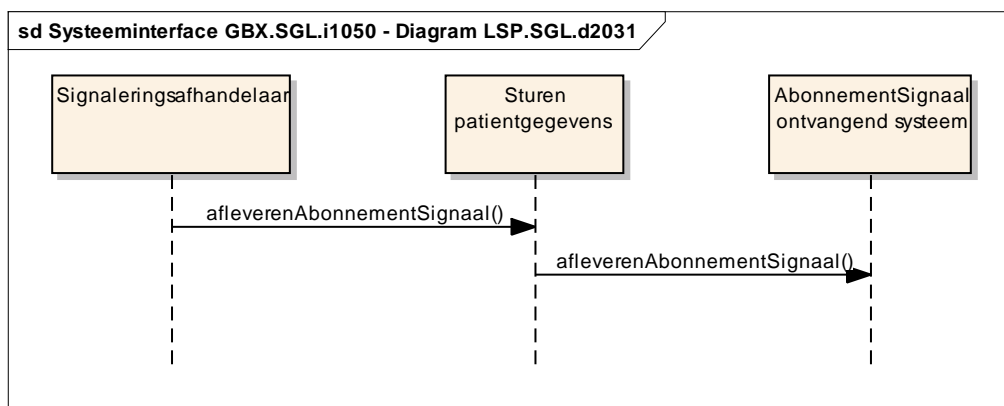 sd Systeeminterface GBX.SGL.i1050 - Diagram LSP.SGL.d2031
Signaleringsafhandelaar
Sturen
patientgegevens
AbonnementSignaal
ontvangend systeem
afleverenAbonnementSignaal()
afleverenAbonnementSignaal()